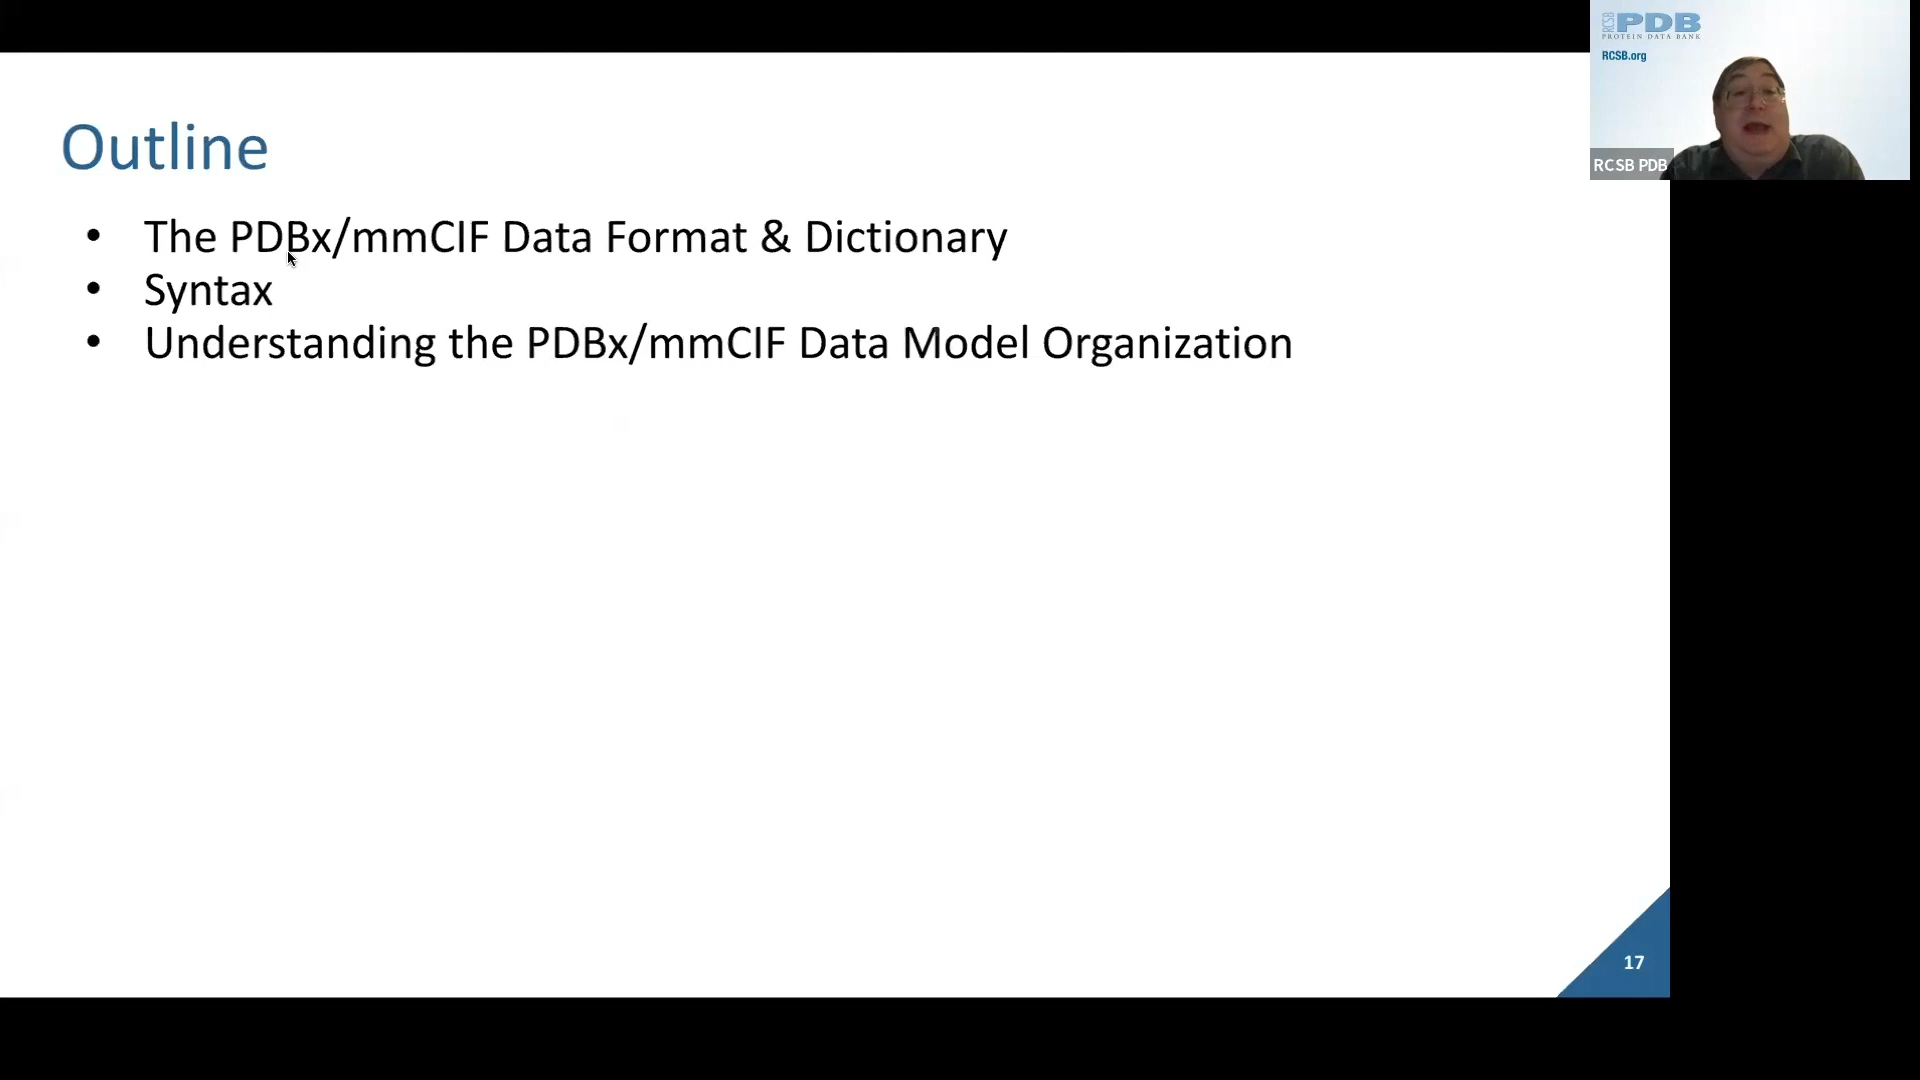 RCSB PDB
PROTEIN DATA BANK
RCSB.org
RCSB PDB
Outline
• The PDBx/mmCIF Data Format & Dictionary
• Syntax
• Understanding the PDBx/mmCIF Data Model Organization
17